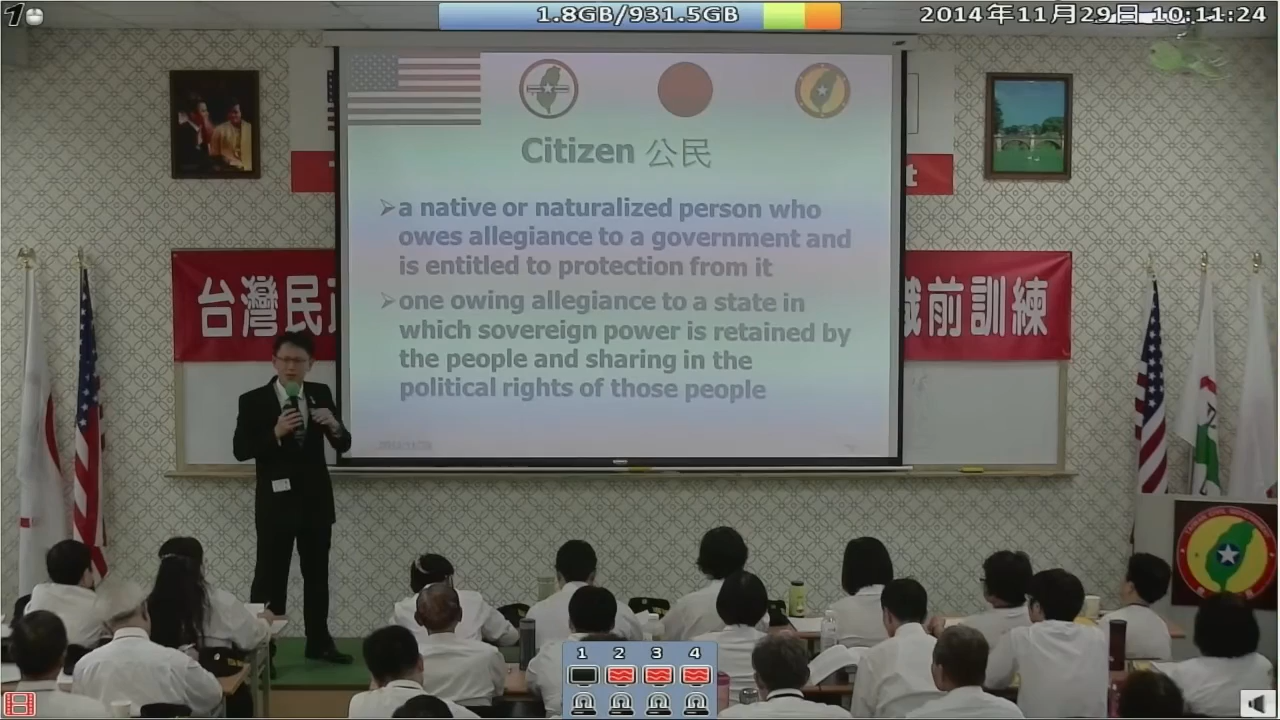 1
1.8GB/931.5GB
2014年11月29日 10:11:24
Citizen 公民
➢a native or naturalized person who
owes allegiance to a government and
is entitled to protection from it
➢one owing allegiance to a state in
which sovereign power is retained by
the people and sharing in the
political rights of those people
t
台灣民
前訓練
1 2 3 4